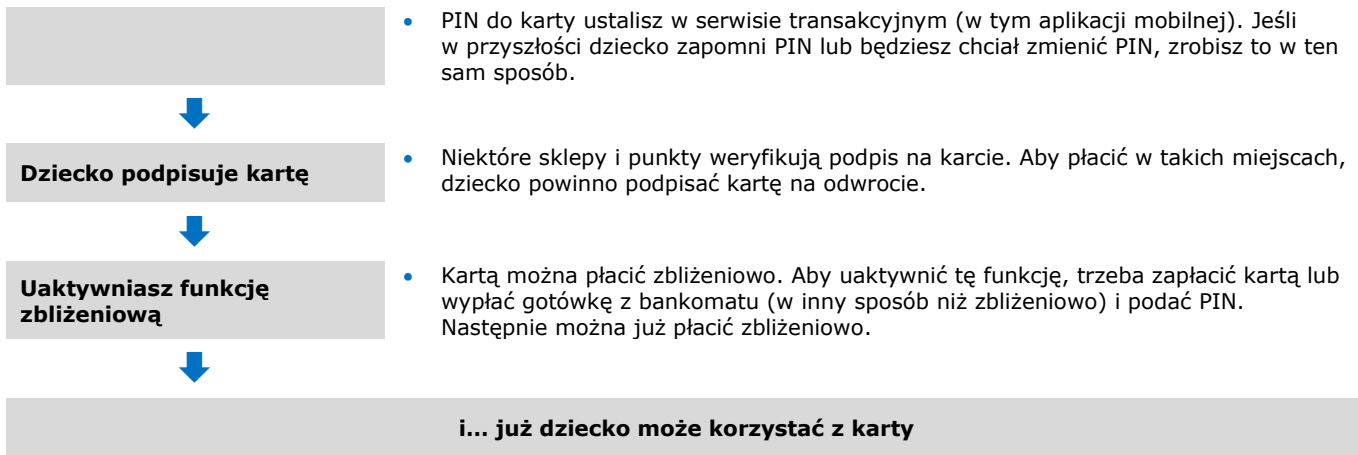 • PIN do karty ustalisz w serwisie transakcyjnym (w tym aplikacji mobilnej). Jeśli
w przyszłości dziecko zapomni PIN lub będziesz chciał zmienić PIN, zrobisz to w ten
sam sposób.
Dziecko podpisuje kartę
• Niektóre sklepy i punkty weryfikują podpis na karcie. Aby płacić w takich miejscach,
dziecko powinno podpisać kartę na odwrocie.
Uaktywniasz funkcję
zbliżeniową
• Kartą można płacić zbliżeniowo. Aby uaktywnić tę funkcję, trzeba zapłacić kartą lub
wypłać gotówkę z bankomatu (w inny sposób niż zbliżeniowo) i podać PIN.
Następnie można już płacić zbliżeniowo.
i... już dziecko może korzystać z karty